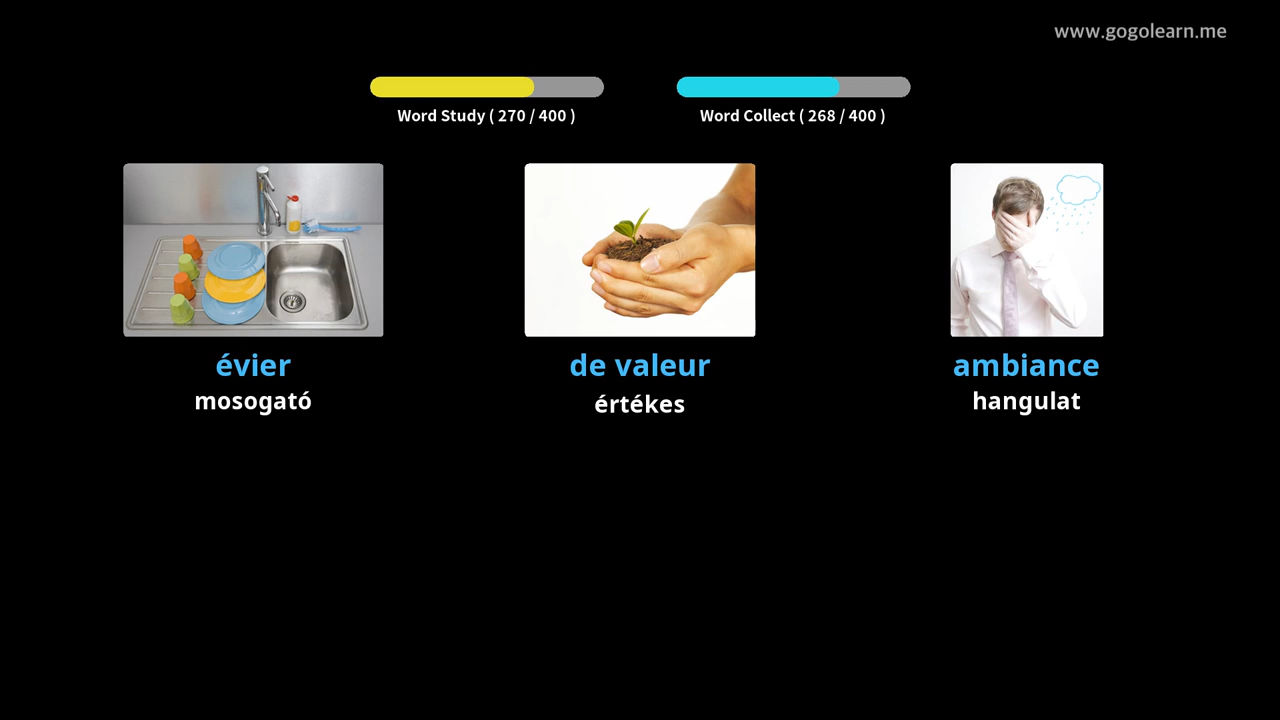 www.gogolearn.me
Word Study ( 270 / 400 )
Word Collect ( 268 / 400 )
évier
mosogató
de valeur
értékes
ambiance
hangulat